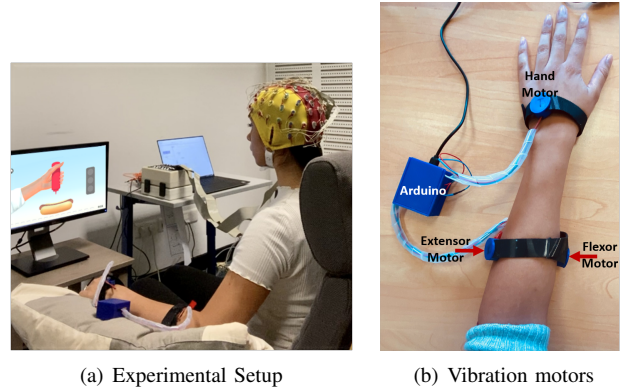 Hand
Motor
Arduino
Extensor
Motor
Flexor
Motor
(a) Experimental Setup
(b) Vibration motors